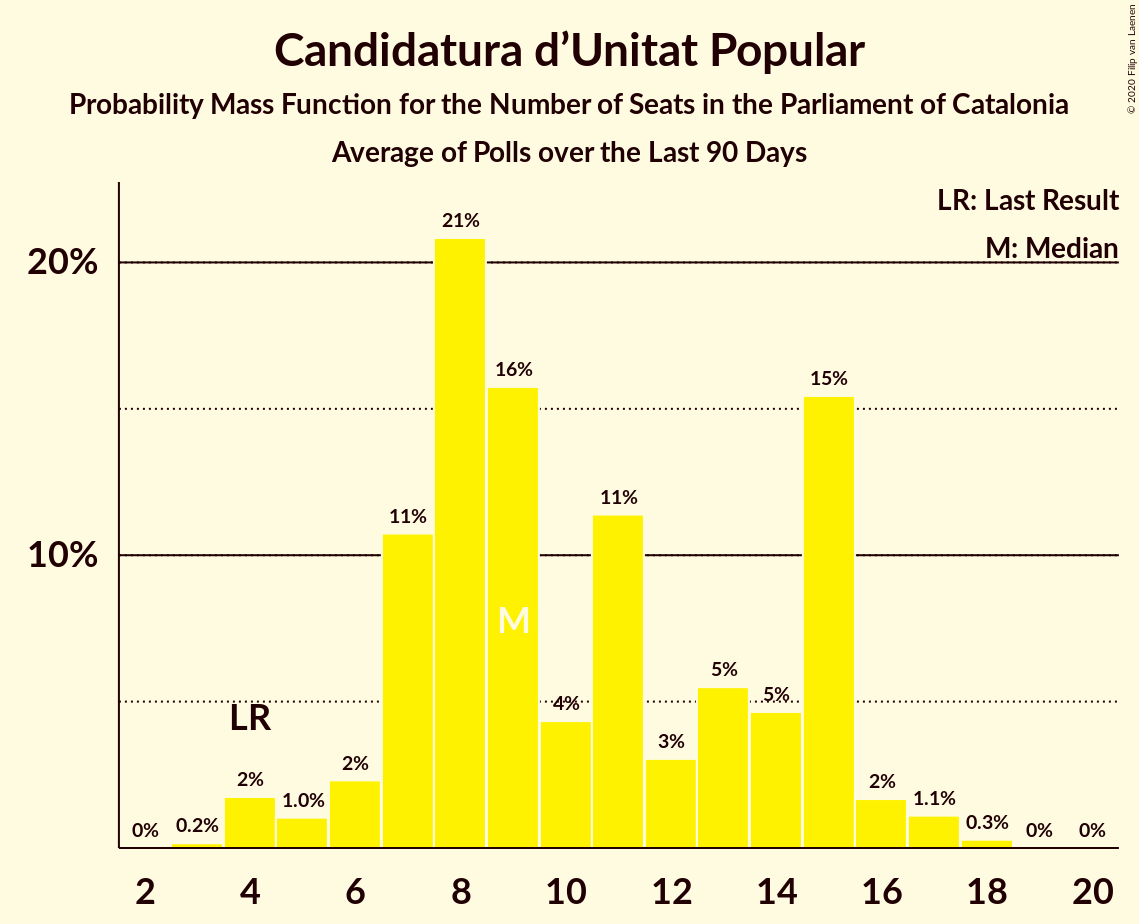 Candidatura d’Unitat Popular
Probability Mass Function for the Number of Seats in the Parliament of Catalonia
Average of Polls over the Last 90 Days
© 2020 Filip van Laenen
LR: Last Result
M: Median
20%
10%
0%
0.2%
2%
1.0%
2%
11%
21%
16%
4%
11%
3%
5%
5%
15%
2%
1.1%
0.3%
0%
0%
LR
M
2 4 6 8 10 12 14 16 18 20